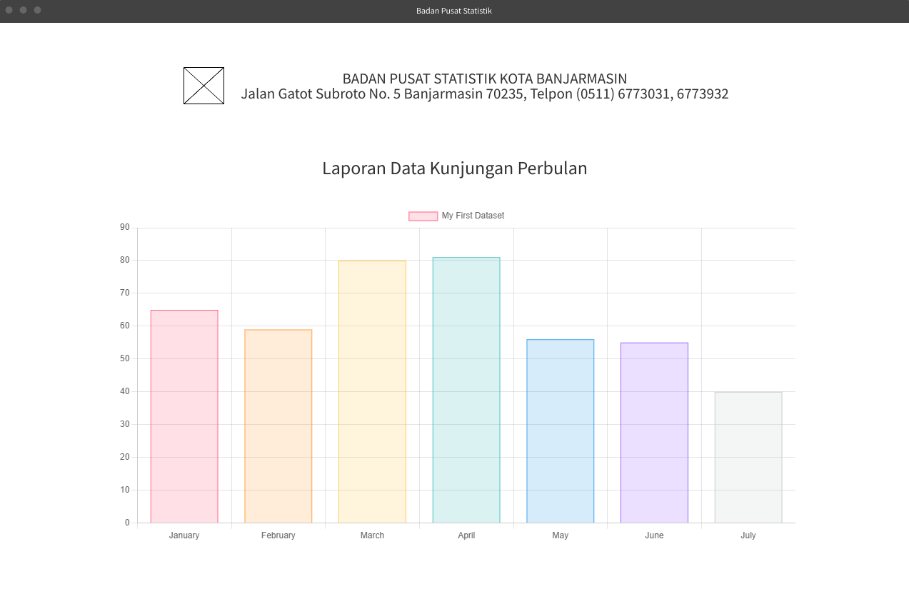 Badan Pusat Statistik
BADAN PUSAT STATISTIK KOTA BANJARMASIN
Jalan Gatot Subroto No. 5 Banjarmasin 70235, Telpon (0511) 6773031, 6773932
Laporan Data Kunjungan Perbulan
My First Dataset
90
80
70
60
50
40
30
20
10
0
January February March April May June July